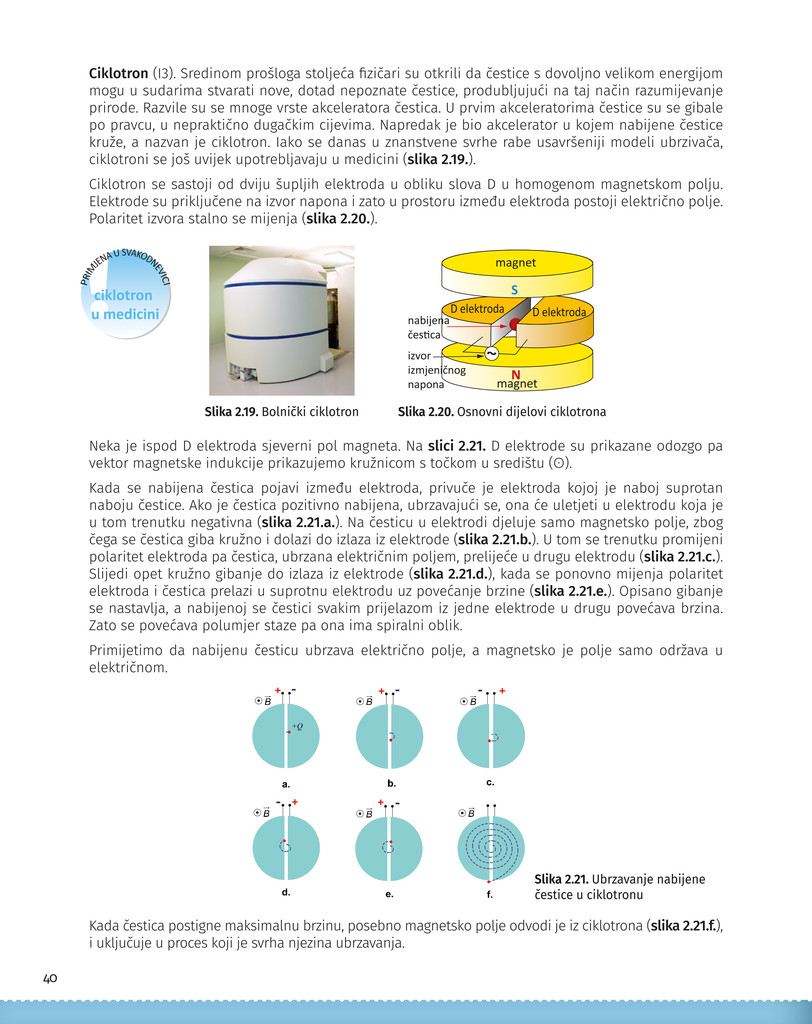 Ciklotron (I3). Sredinom prošloga stoljeća fizičari su otkrili da čestice s dovoljno velikom energijom
mogu u sudarima stvarati nove, dotad nepoznate čestice, produbljujući na taj način razumijevanje
prirode. Razvile su se mnoge vrste akceleratora čestica. U prvim akceleratorima čestice su se gibale
po pravcu, u nepraktično dugačkim cijevima. Napredak je bio akcelerator u kojem nabijene čestice
kruže, a nazvan je ciklotron. Iako se danas u znanstvene svrhe rabe usavršeniji modeli ubrzivača,
ciklotroni se još uvijek upotrebljavaju u medicini (slika 2.19.).
Ciklotron se sastoji od dviju šupljih elektroda u obliku slova D u homogenom magnetskom polju.
Elektrode su priključene na izvor napona i zato u prostoru između elektroda postoji električno polje.
Polaritet izvora stalno se mijenja (slika 2.20.).
PRIMJENA U SVAKODNEVICI
ciklotron
u medicini
magnet
S
D elektroda
D elektroda
nabijena
čestica
izvor
izmjeničnog
napona
~
N
magnet
Slika 2.19. Bolnički ciklotron
Slika 2.20. Osnovni dijelovi ciklotrona
Neka je ispod D elektroda sjeverni pol magneta. Na slici 2.21. D elektrode su prikazane odozgo pa
vektor magnetske indukcije prikazujemo kružnicom s točkom u središtu (⊙).
Kada se nabijena čestica pojavi između elektroda, privuče je elektroda kojoj je naboj suprotan
naboju čestice. Ako je čestica pozitivno nabijena, ubrzavajući se, ona će uletjeti u elektrodu koja je
u tom trenutku negativna (slika 2.21.a.). Na česticu u elektrodi djeluje samo magnetsko polje, zbog
čega se čestica giba kružno i dolazi do izlaza iz elektrode (slika 2.21.b.). U tom se trenutku promijeni
polaritet elektroda pa čestica, ubrzana električnim poljem, prelijeće u drugu elektrodu (slika 2.21.c.).
Slijedi opet kružno gibanje do izlaza iz elektrode (slika 2.21.d.), kada se ponovno mijenja polaritet
elektroda i čestica prelazi u suprotnu elektrodu uz povećanje brzine (slika 2.21.e.). Opisano gibanje
se nastavlja, a nabijenoj se čestici svakim prijelazom iz jedne elektrode u drugu povećava brzina.
Zato se povećava polumjer staze pa ona ima spiralni oblik.
Primijetimo da nabijenu česticu ubrzava električno polje, a magnetsko je polje samo održava u
električnom.
+ -
⊙ B⃗
+Q
a.
+ -
⊙ B⃗
b.
- +
⊙ B⃗
c.
- +
⊙ B⃗
d.
+ -
⊙ B⃗
e.
⊙ B⃗
f.
Slika 2.21. Ubrzavanje nabijene
čestice u ciklotronu
Kada čestica postigne maksimalnu brzinu, posebno magnetsko polje odvodi je iz ciklotrona (slika 2.21.f.),
i uključuje u proces koji je svrha njezina ubrzavanja.
40